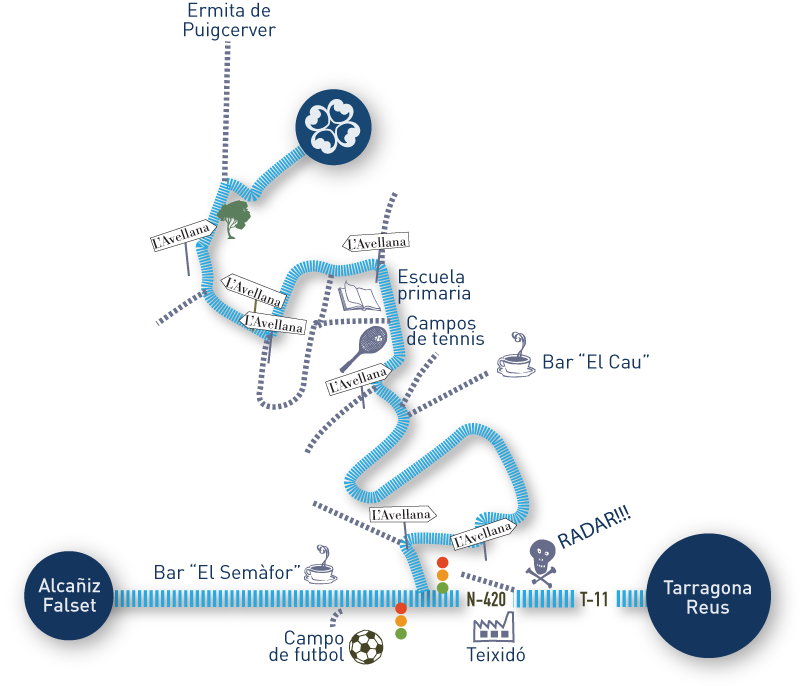 Ermita de
Puigcerver
L'Avellana
L'Avellana
L'Avellana
L'Avellana
Escuela
primaria
Campos
de tennis
Bar “El Cau”
L'Avellana
L'Avellana
L'Avellana
RADAR!!!
Bar “El Semàfor”
Alcañiz
Falset
N-420
T-11
Tarragona
Reus
Campo
de futbol
Teixidó